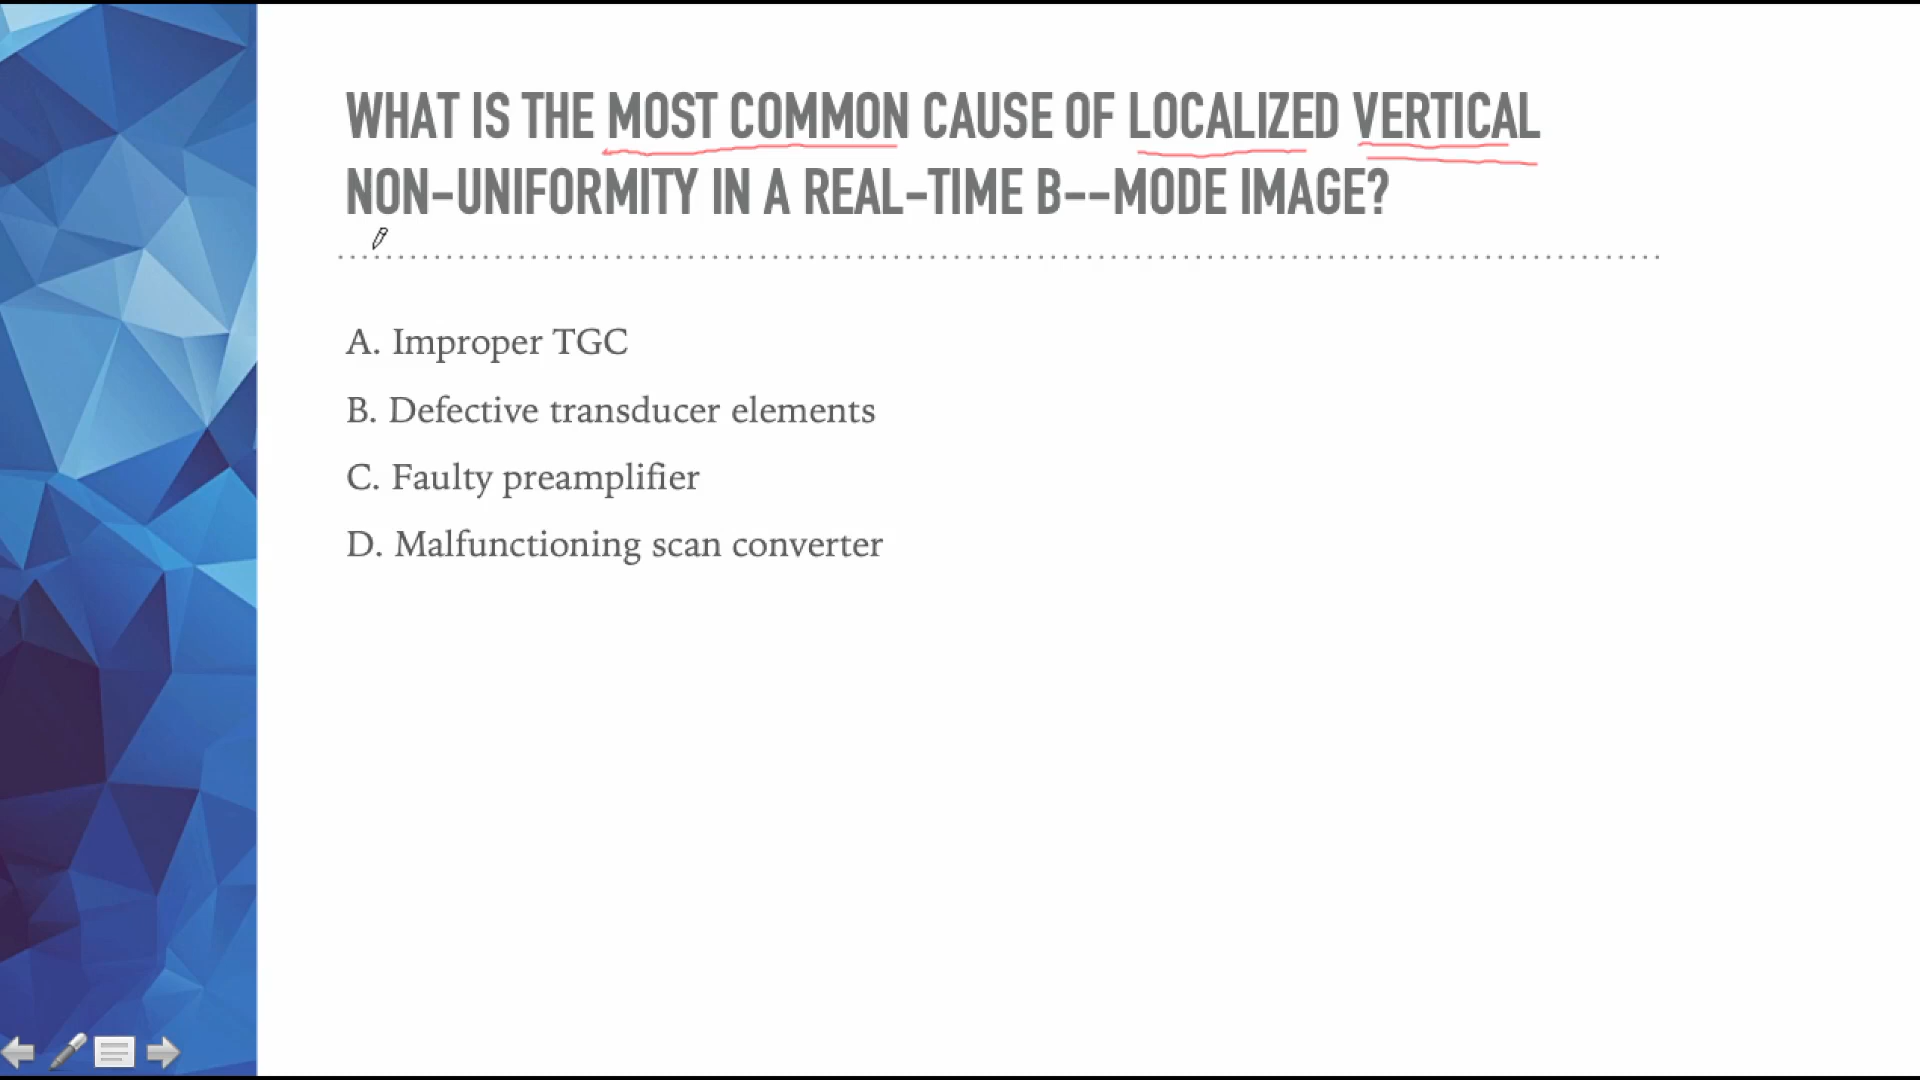 WHAT IS THE MOST COMMON CAUSE OF LOCALIZED VERTICAL
NON-UNIFORMITY IN A REAL-TIME B--MODE IMAGE?
A. Improper TGC
B. Defective transducer elements
C. Faulty preamplifier
D. Malfunctioning scan converter